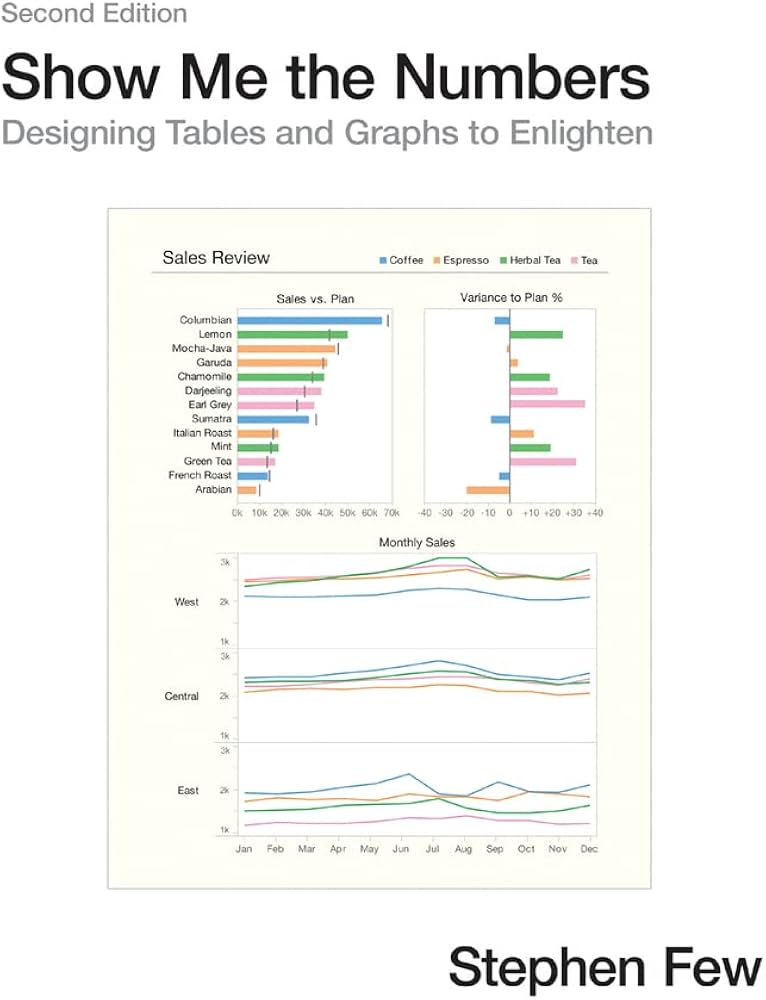 Second Edition
Show Me the Numbers
Designing Tables and Graphs to Enlighten
Sales Review
Coffee Espresso Herbal Tea Tea
Sales vs. Plan
Variance to Plan %
Columbian
Lemon
Mocha-Java
Garuda
Chamomile
Darjeeling
Earl Grey
Sumatra
Italian Roast
Mint
Green Tea
French Roast
Arabian
0k 10k 20k 30k 40k 50k 60k 70k
-40 -30 -20 -10 0 +10 +20 +30 +40
Monthly Sales
3k
West 2k
1k
3k
Central 2k
1k
3k
East 2k
1k
Jan Feb Mar Apr May Jun Jul Aug Sep Oct Nov Dec
Stephen Few